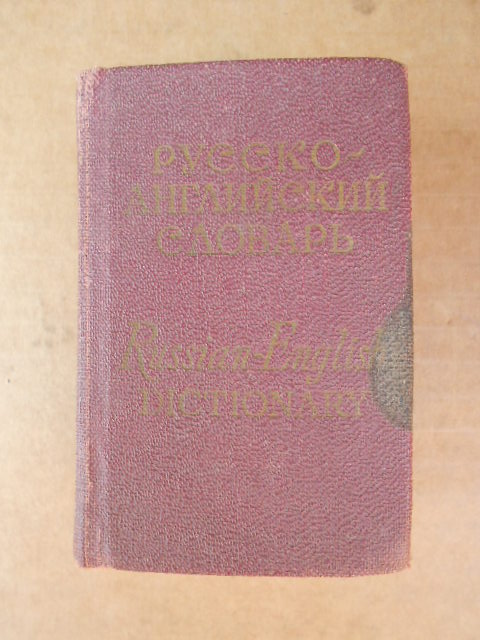 РУССКО-
АНГЛИЙСКИЙ
СЛОВАРЬ
Russian-English
DICTIONARY